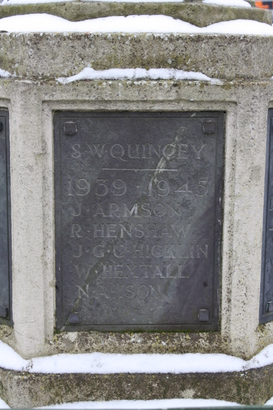 S·W·QUINCEY
1939 · 1945
J·ARMSON
R·HENSHAW
J·G·C·HICKLIN
W·HEXTALL